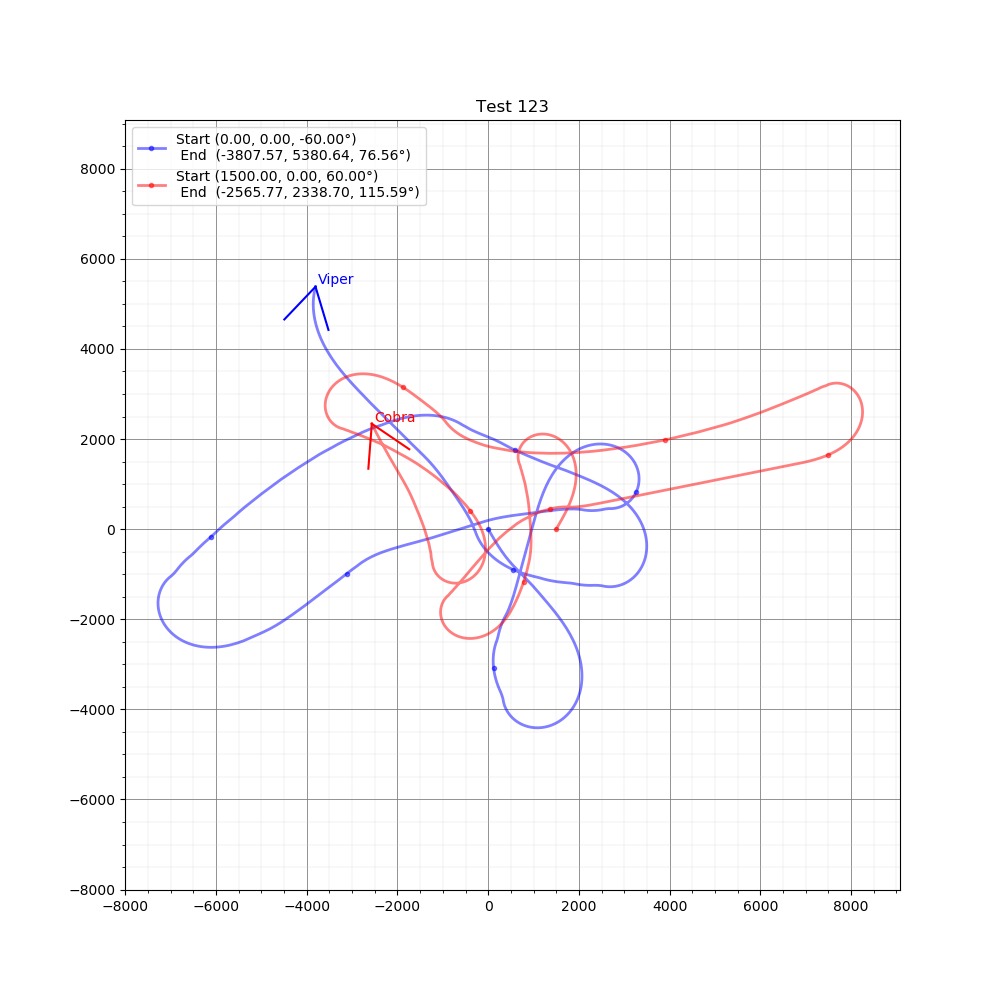 Test 123
Start (0.00, 0.00, -60.00°)
End (-3807.57, 5380.64, 76.56°)
Start (1500.00, 0.00, 60.00°)
End (-2565.77, 2338.70, 115.59°)
8000
6000
4000
2000
0
−2000
−4000
−6000
−8000
Viper
Cobra
−8000 −6000 −4000 −2000 0 2000 4000 6000 8000